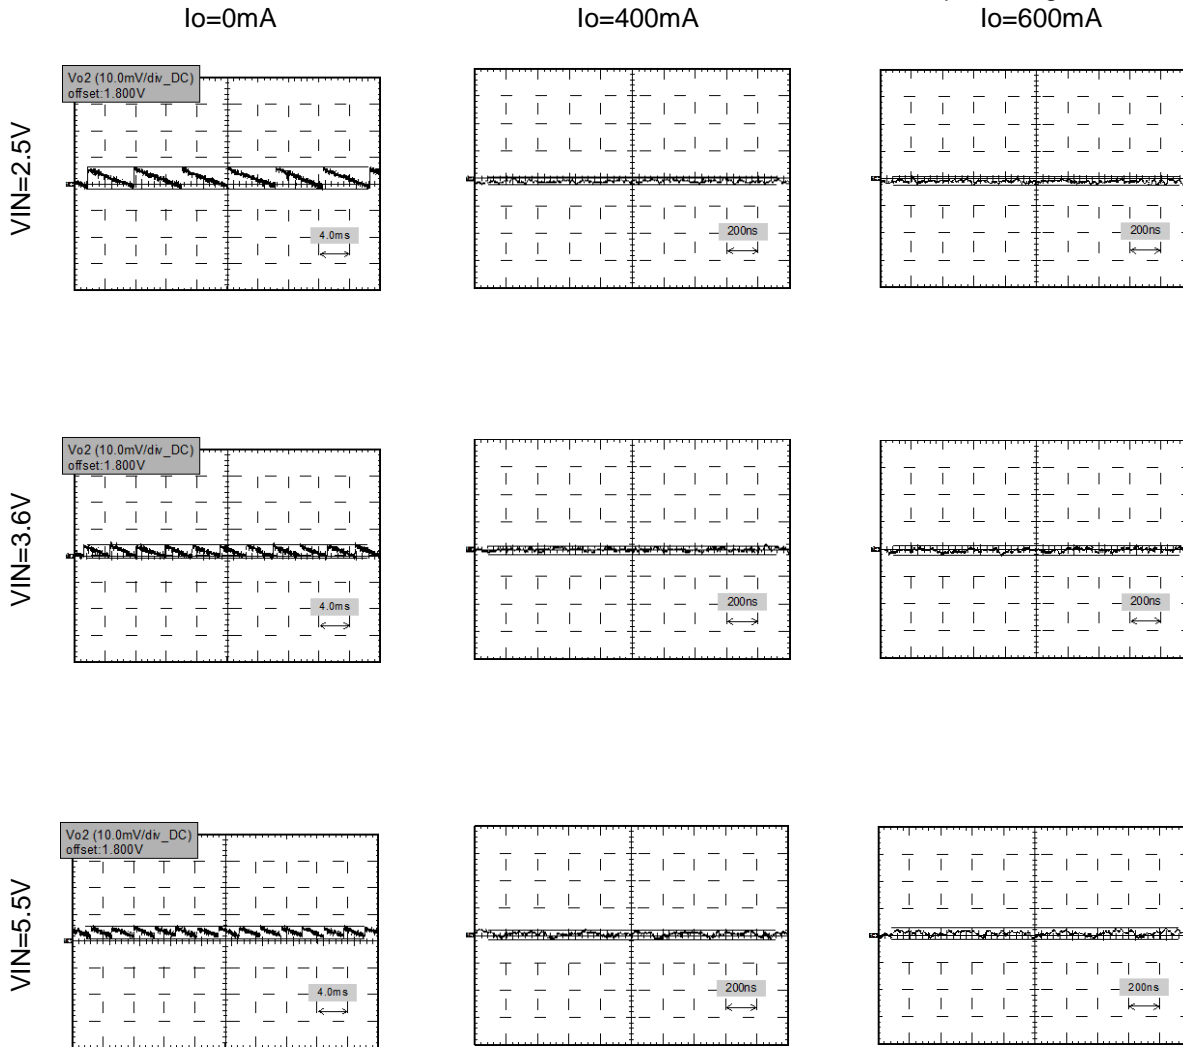 Io=0mA
Io=400mA
Io=600mA
VIN=2.5V
Vo2 (10.0mV/div_DC)
offset:1.800V
4.0ms
200ns
200ns
VIN=3.6V
Vo2 (10.0mV/div_DC)
offset:1.800V
4.0ms
200ns
200ns
VIN=5.5V
Vo2 (10.0mV/div_DC)
offset:1.800V
4.0ms
200ns
200ns